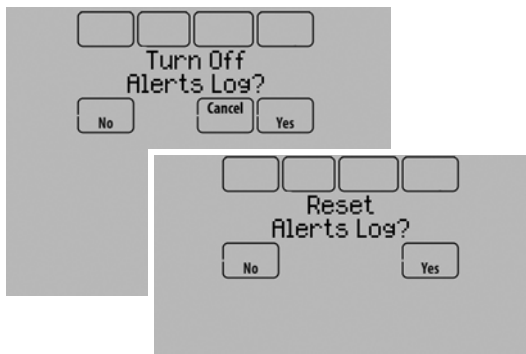 Turn Off
Alerts Log?
No Cancel Yes
Reset
Alerts Log?
No Yes